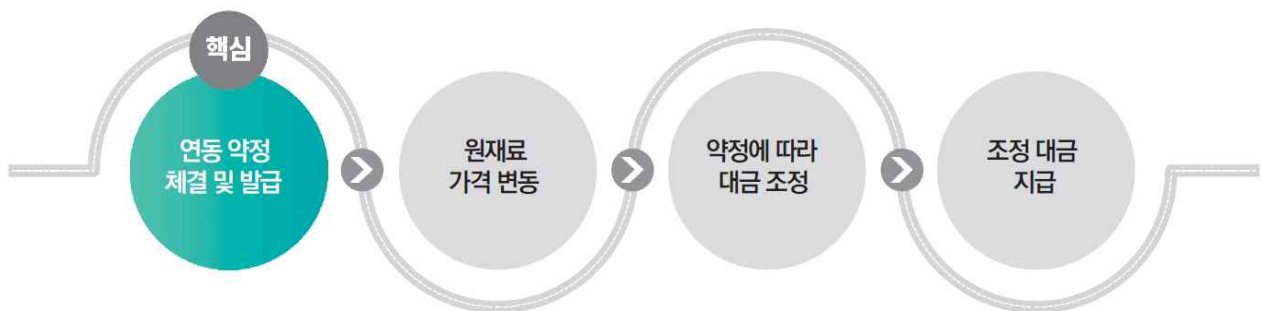 핵심
연동 약정
체결 및 발급
원재료
가격 변동
약정에 따라
대금 조정
조정 대금
지급